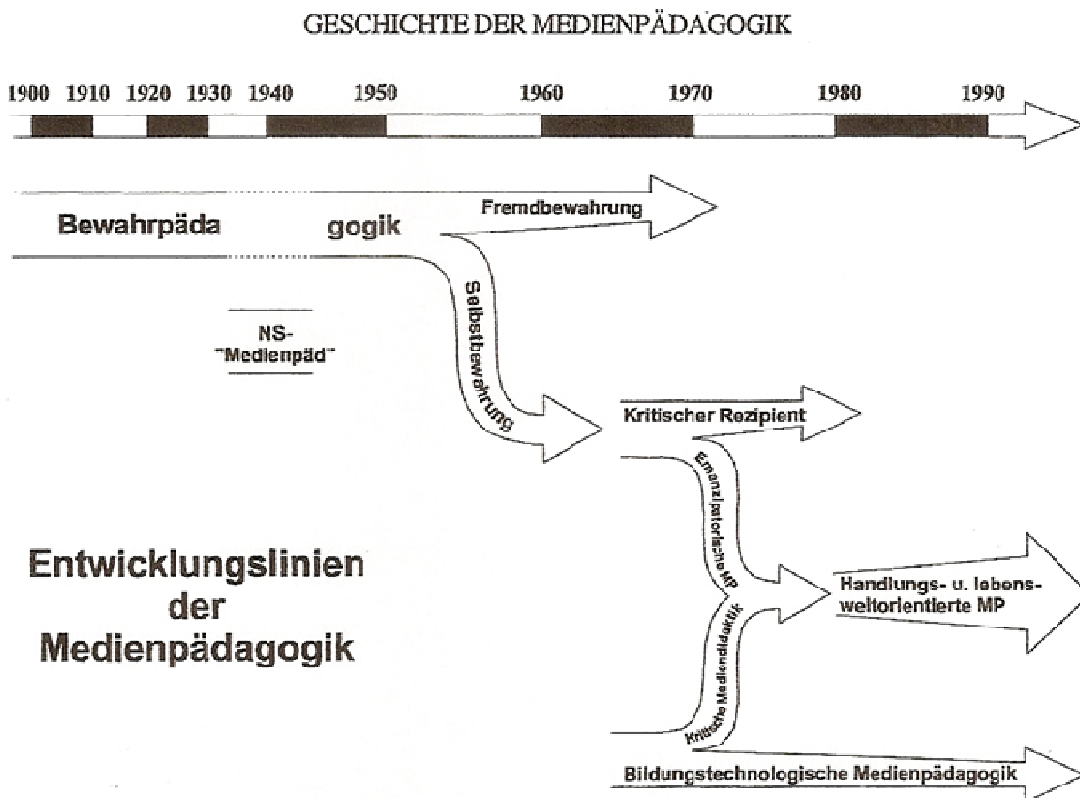 GESCHICHTE DER MEDIENPÄDAGOGIK
1900 1910 1920 1930 1940 1950 1960 1970 1980 1990
Bewahrpäda gogik
Fremdbewahrung
Selbstbewahrung
NS-
"Medienpäd"
Kritischer Rezipient
Emanzipatorische MP
Entwicklungslinien
der
Medienpädagogik
Handlungs- u. lebens-
weltorientierte MP
Kritische Mediendidaktik
Bildungstechnologische Medienpädagogik